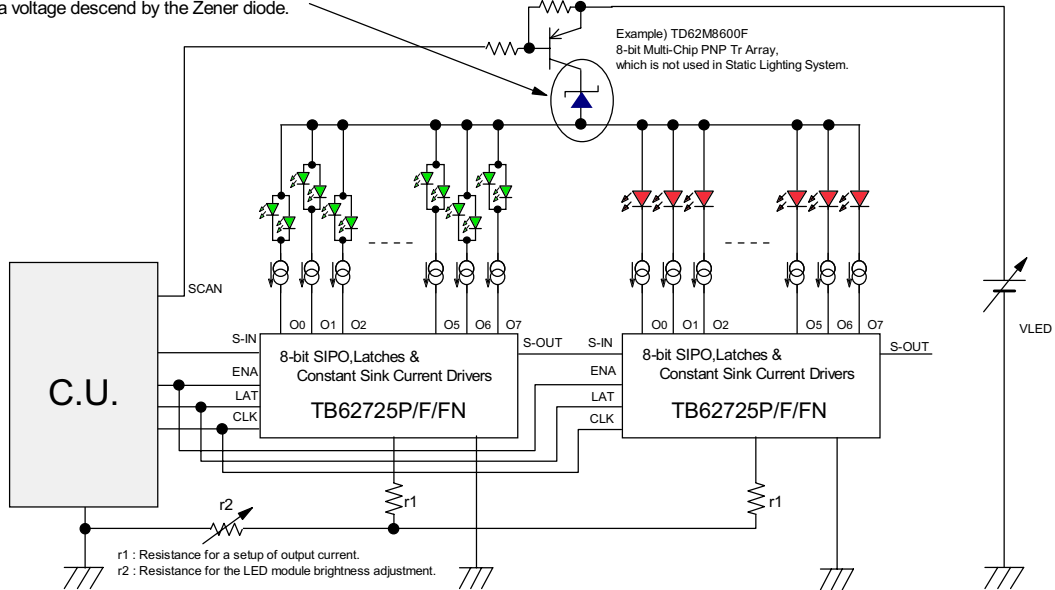 a voltage descend by the Zener diode.
Example) TD62M8600F
8-bit Multi-Chip PNP Tr Array,
which is not used in Static Lighting System.
SCAN
VLED
O0 O1 O2 O5 O6 O7
O0 O1 O2 O5 O6 O7
S-IN
S-OUT
S-IN
S-OUT
ENA
LAT
CLK
8-bit SIPO,Latches &
Constant Sink Current Drivers
TB62725P/F/FN
ENA
LAT
CLK
8-bit SIPO,Latches &
Constant Sink Current Drivers
TB62725P/F/FN
C.U.
r1
r1
r2
r1 : Resistance for a setup of output current.
r2 : Resistance for the LED module brightness adjustment.